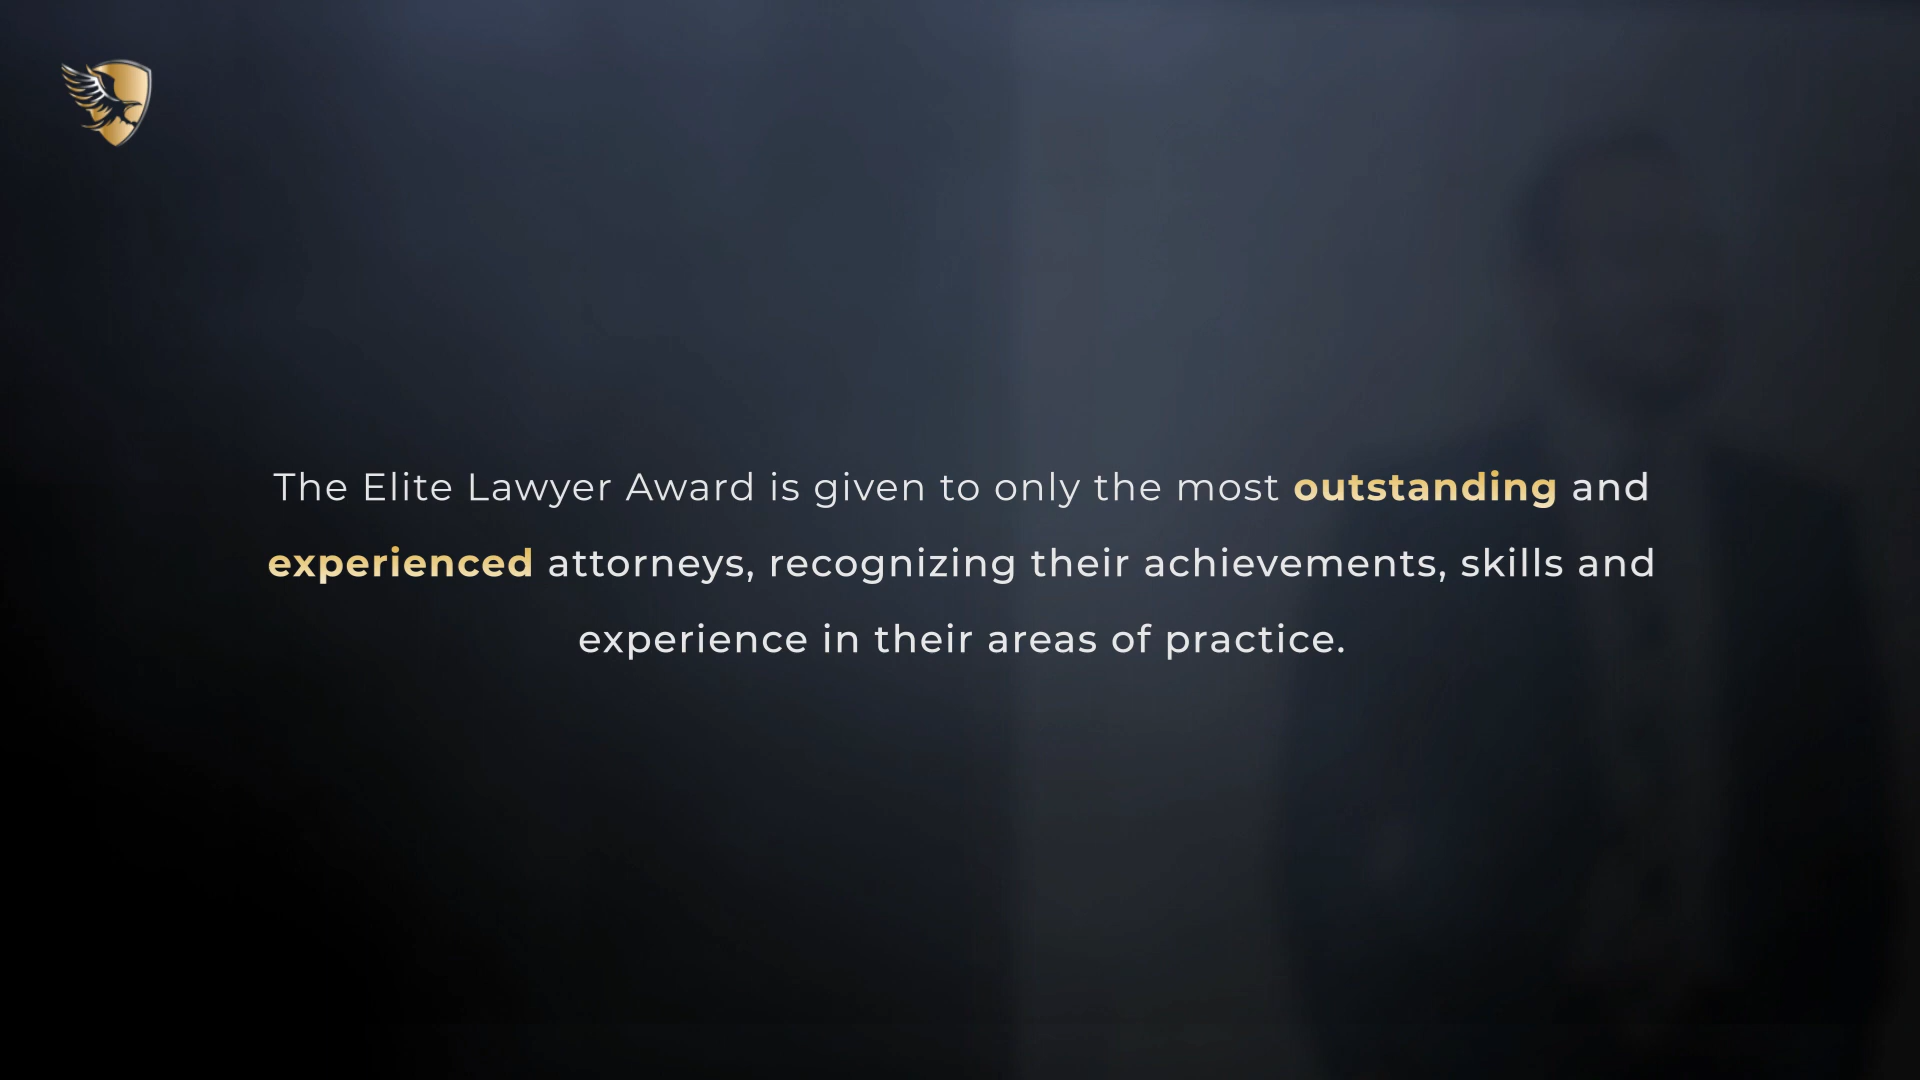 The Elite Lawyer Award is given to only the most outstanding and
experienced attorneys, recognizing their achievements, skills and
experience in their areas of practice.